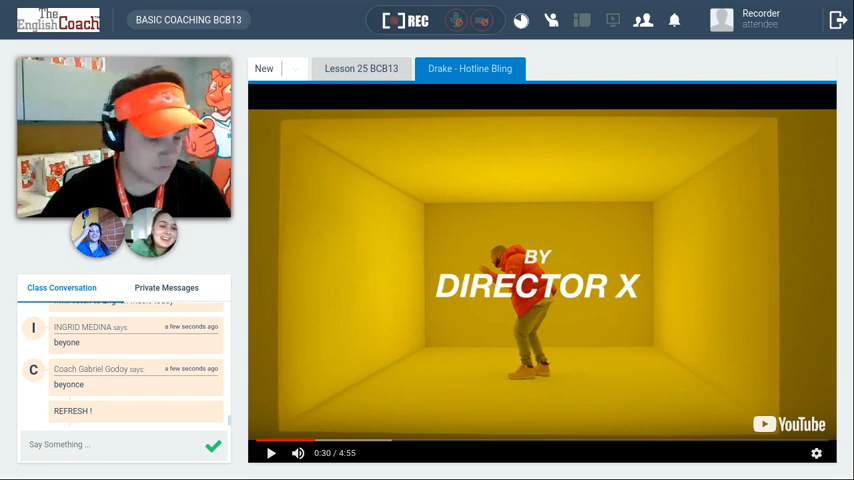 The
EnglishCoach
BASIC COACHING BCB13
REC
Recorder
attendee
New
Lesson 25 BCB13
Drake - Hotline Bling
BY
DIRECTOR X
YouTube
0:30 / 4:55
Class Conversation
Private Messages
I
INGRID MEDINA says:
a few seconds ago
beyone
C
Coach Gabriel Godoy says:
a few seconds ago
beyonce
REFRESH !
Say Something ...